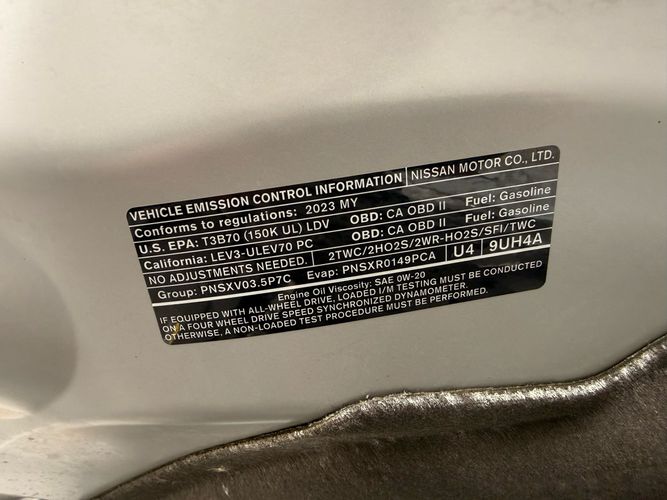 VEHICLE EMISSION CONTROL INFORMATION NISSAN MOTOR CO., LTD.
Conforms to regulations: 2023 MY
U.S. EPA: T3B70 (150K UL) LDV OBD: CA OBD II Fuel: Gasoline
California: LEV3-ULEV70 PC OBD: CA OBD II Fuel: Gasoline
NO ADJUSTMENTS NEEDED. 2TWC/2HO2S/2WR-HO2S/SFI/TWC
Group: PNSXV03.5P7C Evap: PNSXR0149PCA U4 9UH4A
Engine Oil Viscosity: SAE 0W-20
IF EQUIPPED WITH ALL-WHEEL DRIVE, LOADED I/M TESTING MUST BE CONDUCTED
ON A FOUR WHEEL DRIVE SPEED SYNCHRONIZED DYNAMOMETER.
OTHERWISE, A NON-LOADED TEST PROCEDURE MUST BE PERFORMED.